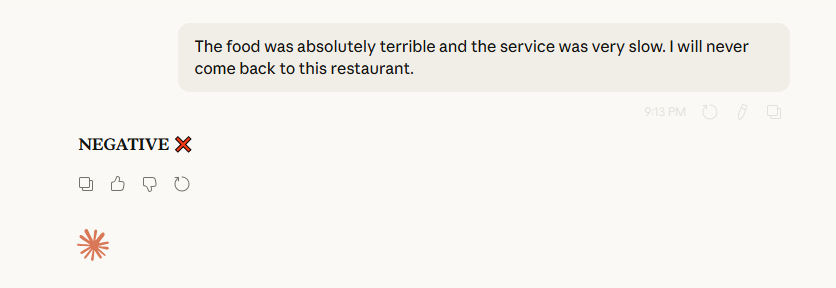 The food was absolutely terrible and the service was very slow. I will never
come back to this restaurant.
9:13 PM
NEGATIVE ❌